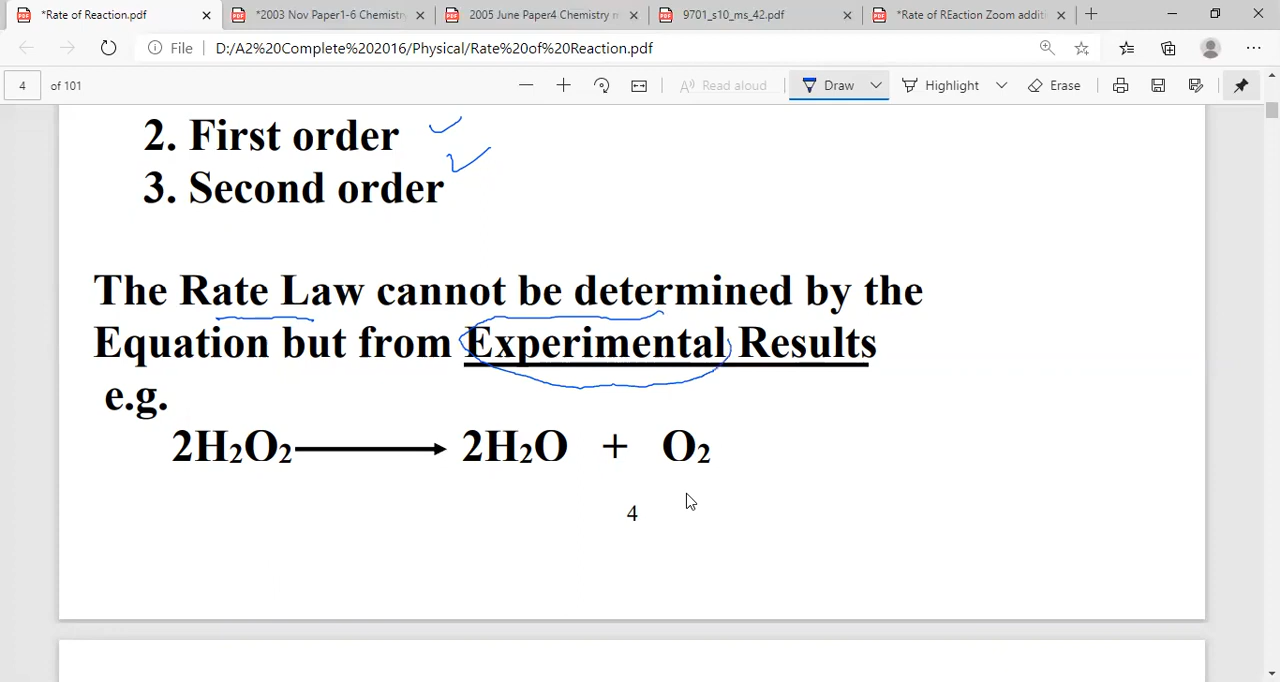 *Rate of Reaction.pdf
*2003 Nov Paper1-6 Chemistry
2005 June Paper4 Chemistry m
9701_s10_ms_42.pdf
*Rate of REaction Zoom additi
File
D:/A2%20Complete%202016/Physical/Rate%20of%20Reaction.pdf
4 of 101
Read aloud
Draw
Highlight
Erase
2. First order
3. Second order
The Rate Law cannot be determined by the
Equation but from Experimental Results
e.g.
2H₂O₂ → 2H₂O + O₂
4